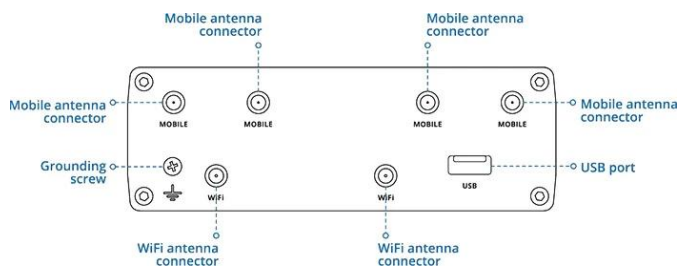 Mobile antenna
connector
Mobile antenna
connector
Mobile antenna
connector
Mobile antenna
connector
MOBILE
MOBILE
MOBILE
MOBILE
Grounding
screw
USB port
WiFi
WiFi
USB
WiFi antenna
connector
WiFi antenna
connector